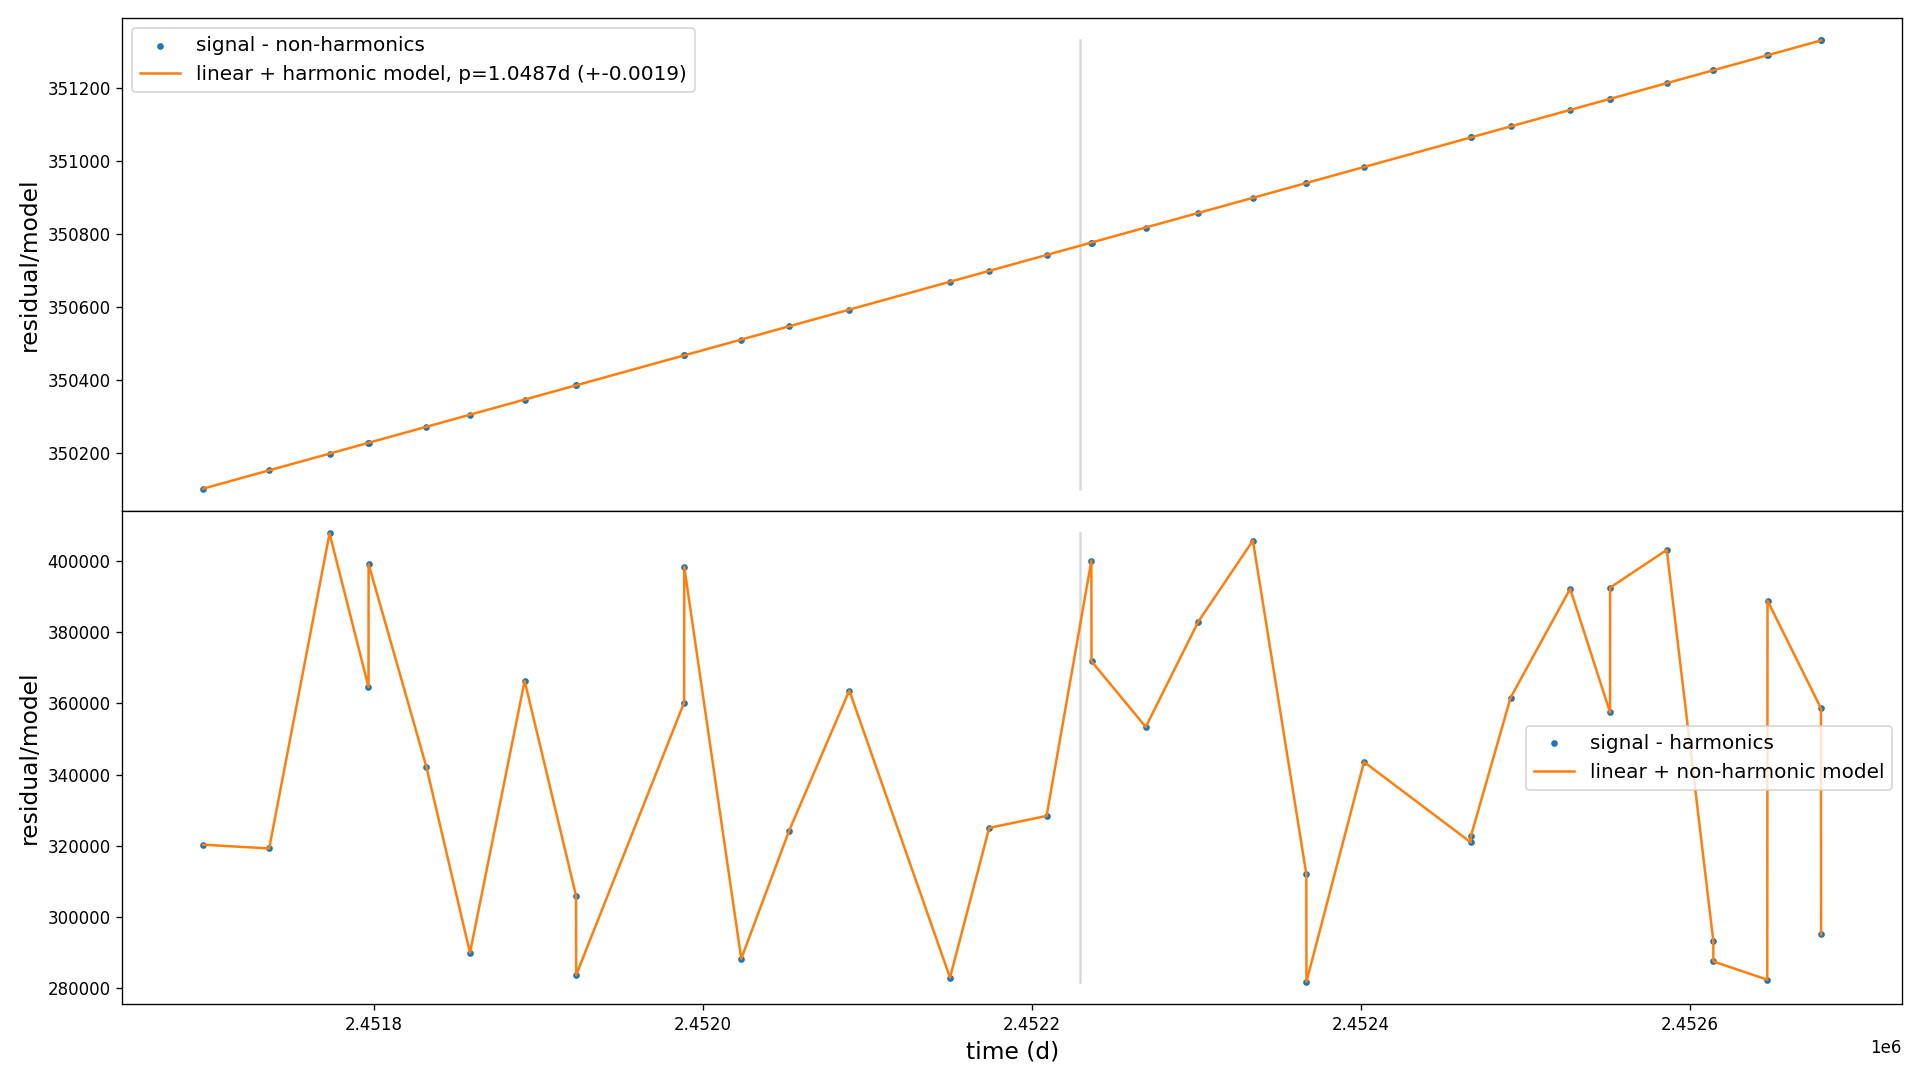 signal - non-harmonics
linear + harmonic model, p=1.0487d (+-0.0019)
residual/model
351200
351000
350800
350600
350400
350200
residual/model
400000
380000
360000
340000
320000
300000
280000
signal - harmonics
linear + non-harmonic model
2.4518
2.4520
2.4522
2.4524
2.4526
time (d)
1e6